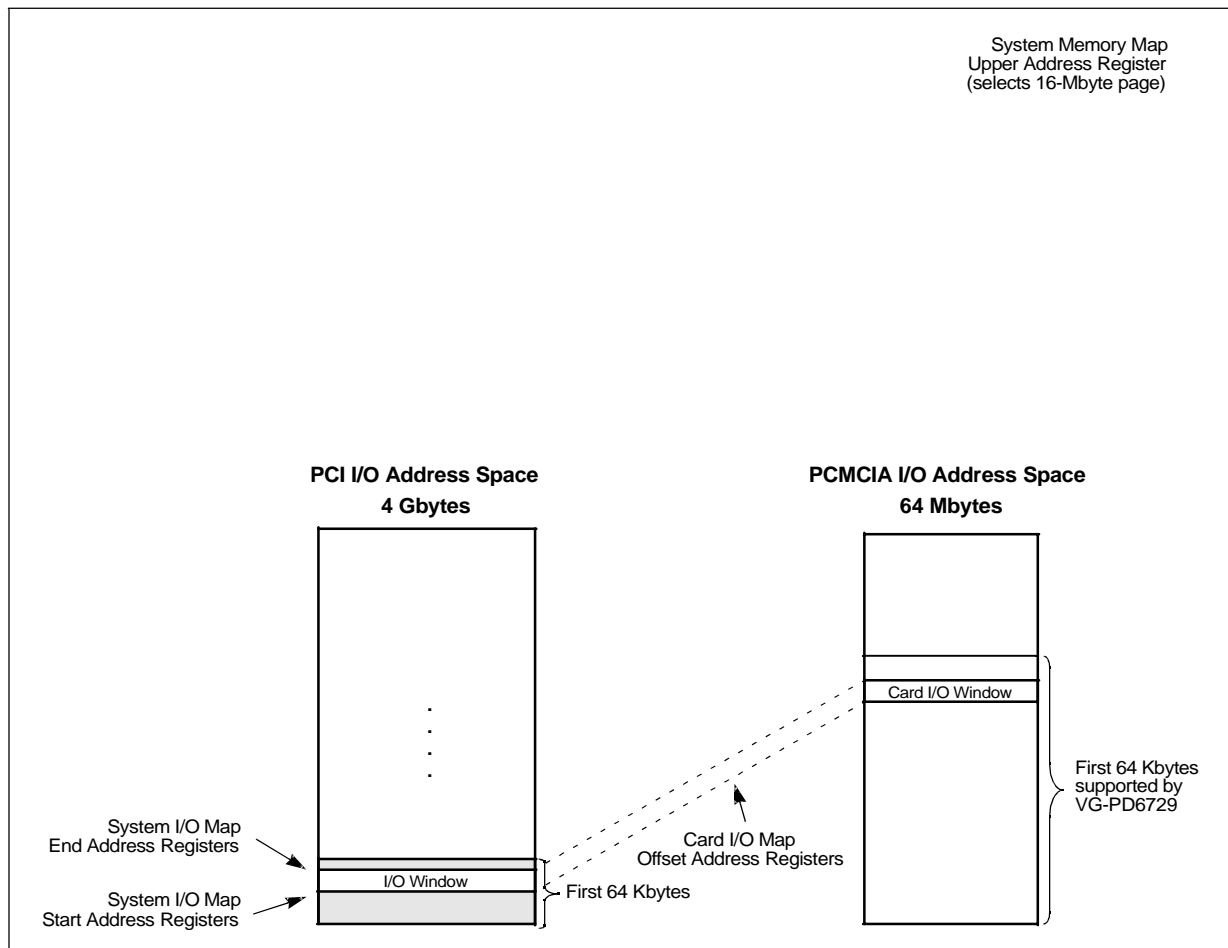 System Memory Map
Upper Address Register
(selects 16-Mbyte page)
PCI I/O Address Space
4 Gbytes
PCMCIA I/O Address Space
64 Mbytes
Card I/O Window
First 64 Kbytes
supported by
VG-PD6729
System I/O Map
End Address Registers
Card I/O Map
Offset Address Registers
I/O Window
First 64 Kbytes
System I/O Map
Start Address Registers